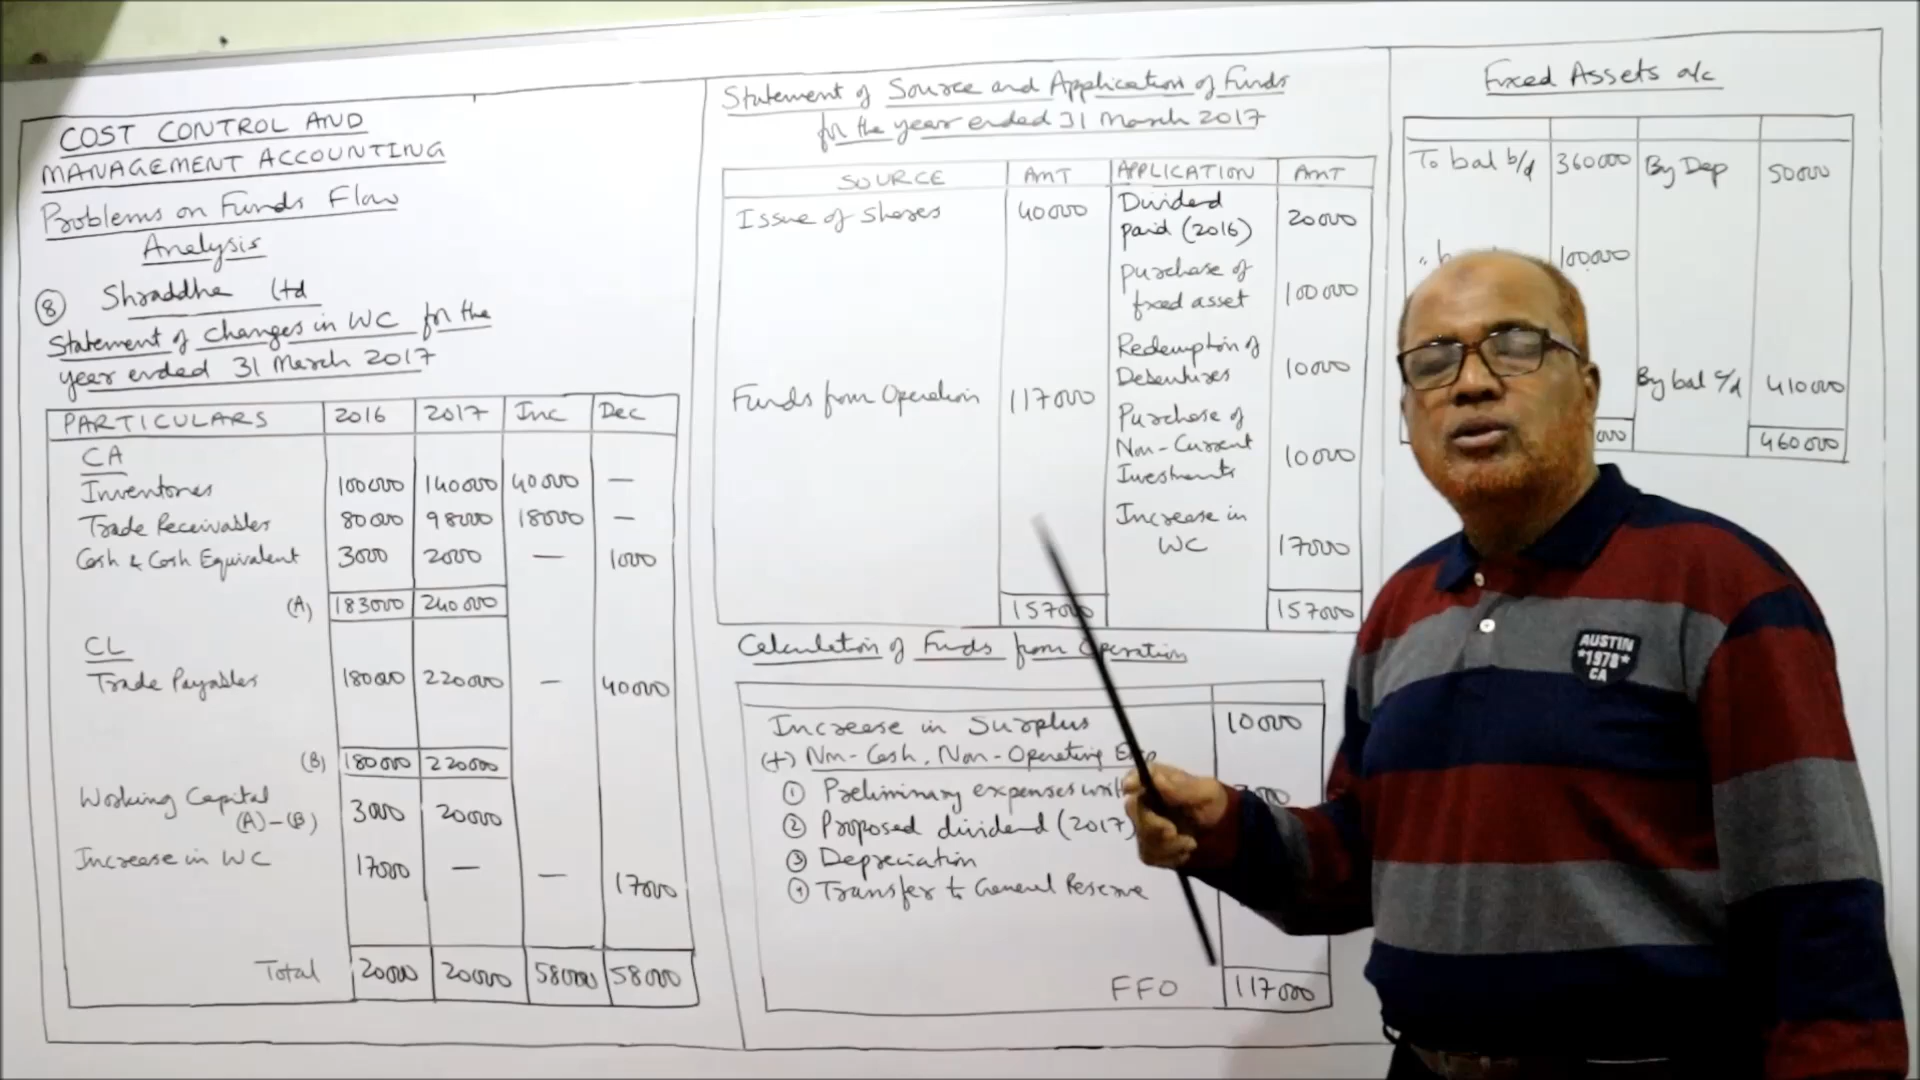 COST CONTROL AND
MANAGEMENT ACCOUNTING
Problems on Funds Flow
Analysis
⑧ Shraddha Ltd
Statement of changes in WC for the
year ended 31 March 2017
PARTICULARS 2016 2017 Inc Dec
CA
Inventories 100000 140000 40000 —
Trade Receivables 80000 98000 18000 —
Cash & Cash Equivalent 3000 2000 — 1000
(A) 183000 240000
CL
Trade Payables 180000 220000 — 40000
(B) 180000 220000
Working Capital
(A)-(B) 3000 20000
Increase in WC 17000 — — 17000
Total 20000 20000 58000 58000
Statement of Source and Application of Funds
for the year ended 31 March 2017
SOURCE AMT APPLICATION AMT
Issue of Shares 40000 Dividend
paid (2016) 20000
Purchase of
fixed asset 100000
Redemption of
Debentures 10000
Funds from Operation 117000
Purchase of
Non-Current
Investments 10000
Increase in
WC 17000
157000 157000
Calculation of Funds from Operation
Increase in Surplus 10000
(+) Non-Cash, Non-Operating
① Preliminary expenses
② Proposed dividend (2017)
③ Depreciation
④ Transfer to General Reserve
FFO 117000
Fixed Assets a/c
To bal b/d 360000 By Dep 50000
100000
By bal c/d 410000
460000
AUSTIN
*1978*
CA